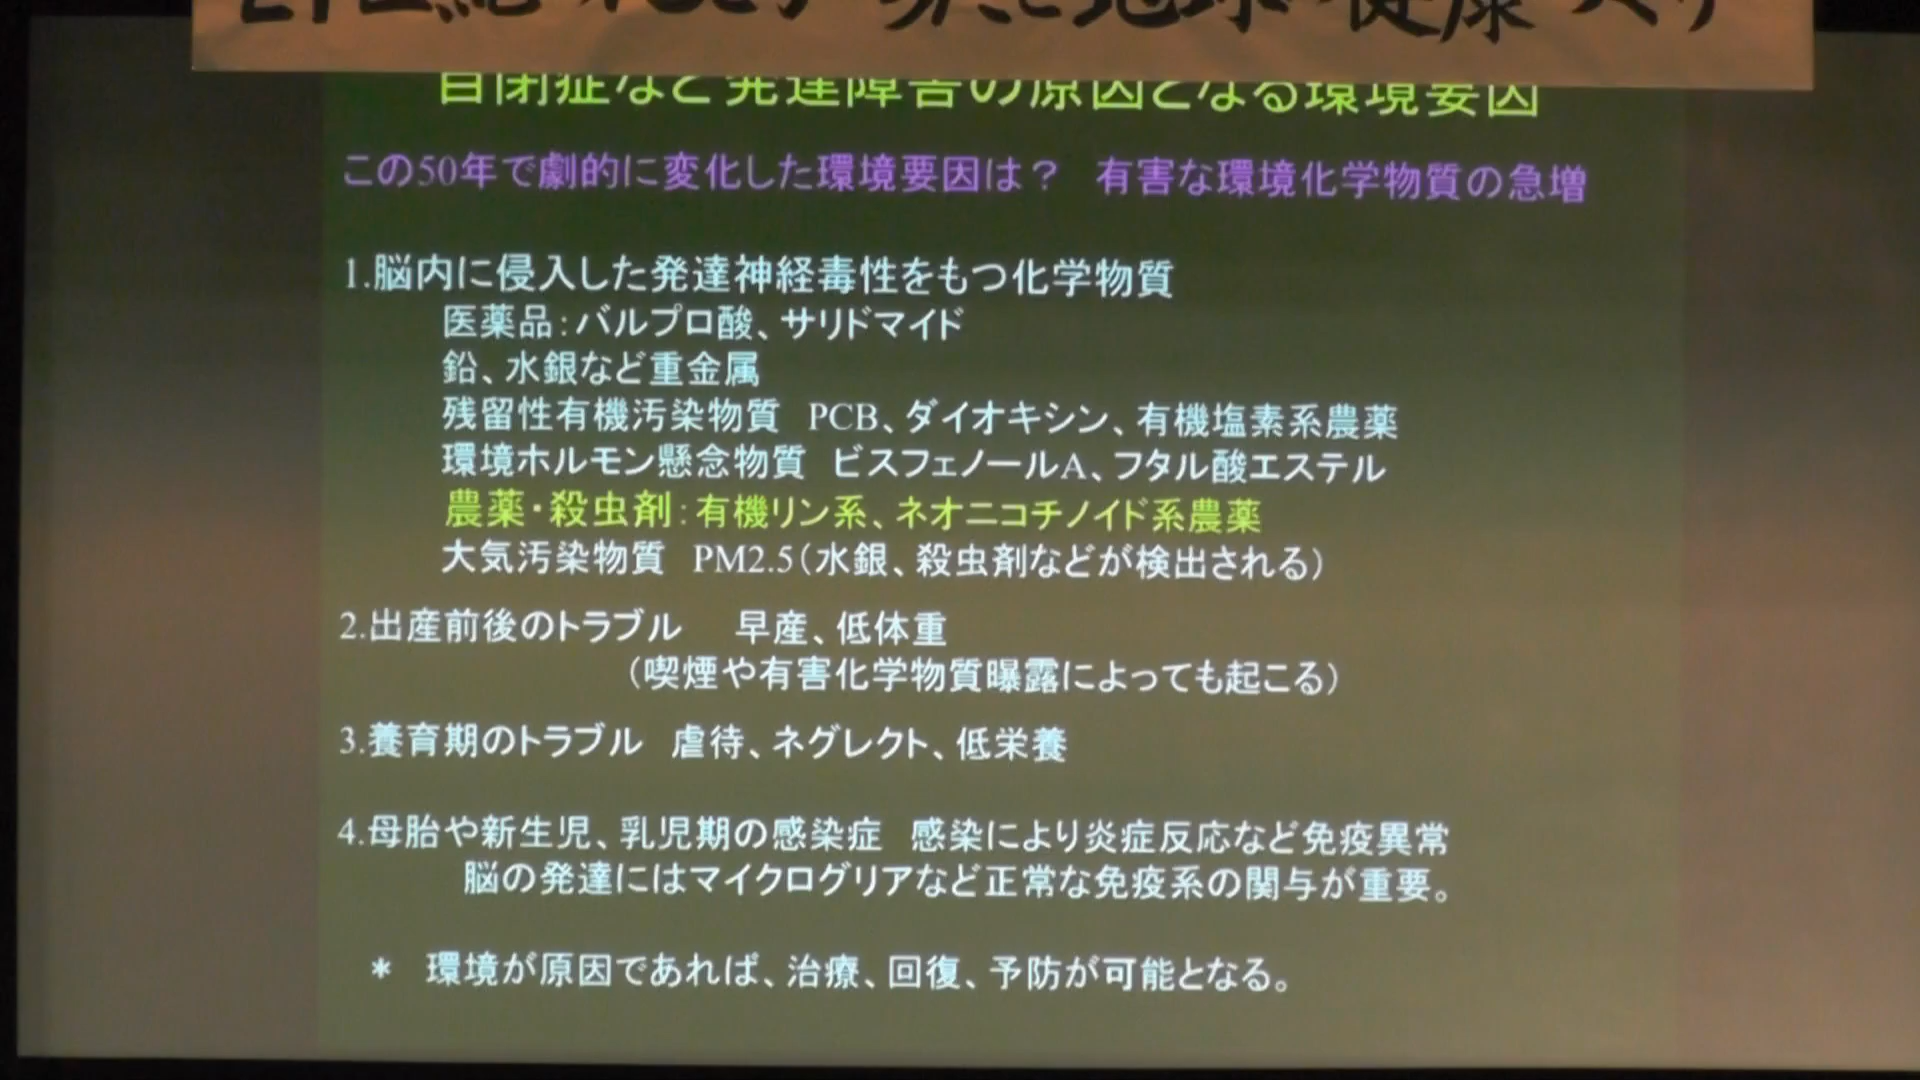 21世紀 地球 健康
自閉症など発達障害の原因となる環境要因
この50年で劇的に変化した環境要因は？　有害な環境化学物質の急増
1.脳内に侵入した発達神経毒性をもつ化学物質
医薬品：バルプロ酸、サリドマイド
鉛、水銀など重金属
残留性有機汚染物質　PCB、ダイオキシン、有機塩素系農薬
環境ホルモン懸念物質　ビスフェノールA、フタル酸エステル
農薬・殺虫剤：有機リン系、ネオニコチノイド系農薬
大気汚染物質　PM2.5（水銀、殺虫剤などが検出される）
2.出産前後のトラブル　早産、低体重
（喫煙や有害化学物質曝露によっても起こる）
3.養育期のトラブル　虐待、ネグレクト、低栄養
4.母胎や新生児、乳児期の感染症　感染により炎症反応など免疫異常
脳の発達にはマイクログリアなど正常な免疫系の関与が重要。
＊　環境が原因であれば、治療、回復、予防が可能となる。